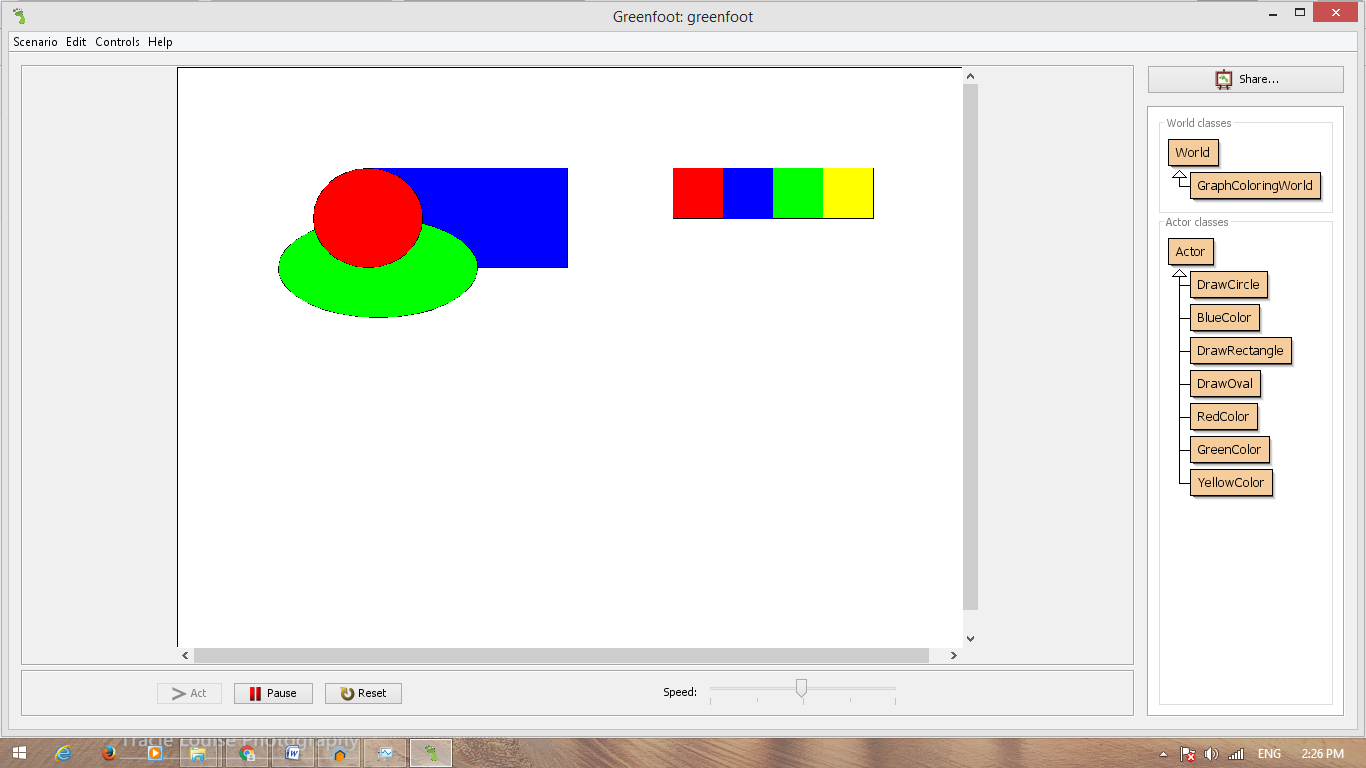 Greenfoot: greenfoot
Scenario Edit Controls Help
Share...
World classes
World
GraphColoringWorld
Actor classes
Actor
DrawCircle
BlueColor
DrawRectangle
DrawOval
RedColor
GreenColor
YellowColor
Act
Pause
Reset
Speed:
Tracie Louise Photography
ENG
2:26 PM